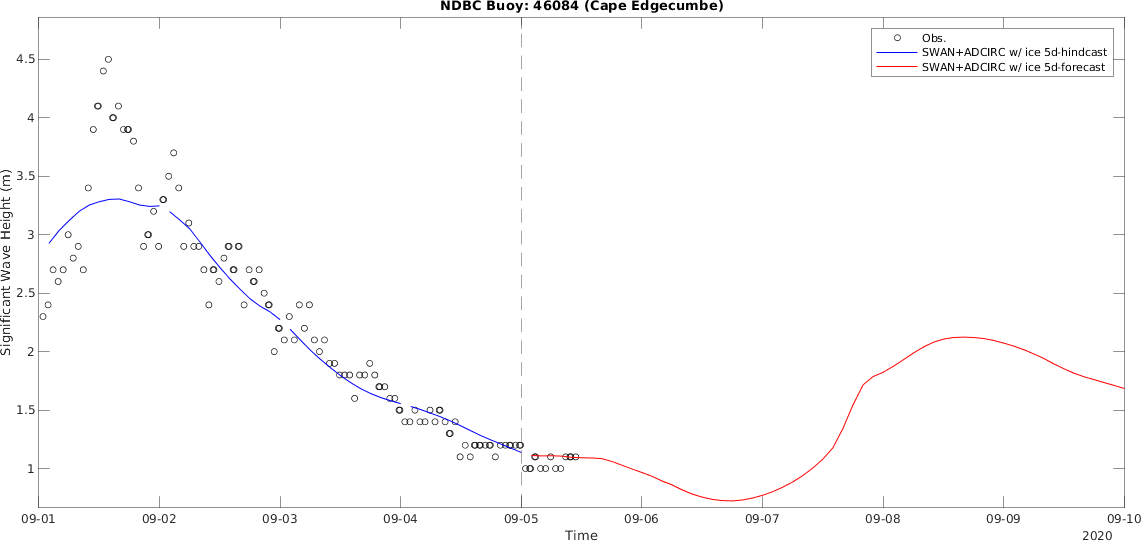 NDBC Buoy: 46084 (Cape Edgecumbe)
Obs.
SWAN+ADCIRC w/ ice 5d-hindcast
SWAN+ADCIRC w/ ice 5d-forecast
Significant Wave Height (m)
4.5
4
3.5
3
2.5
2
1.5
1
09-01 09-02 09-03 09-04 09-05 09-06 09-07 09-08 09-09 09-10
Time
2020